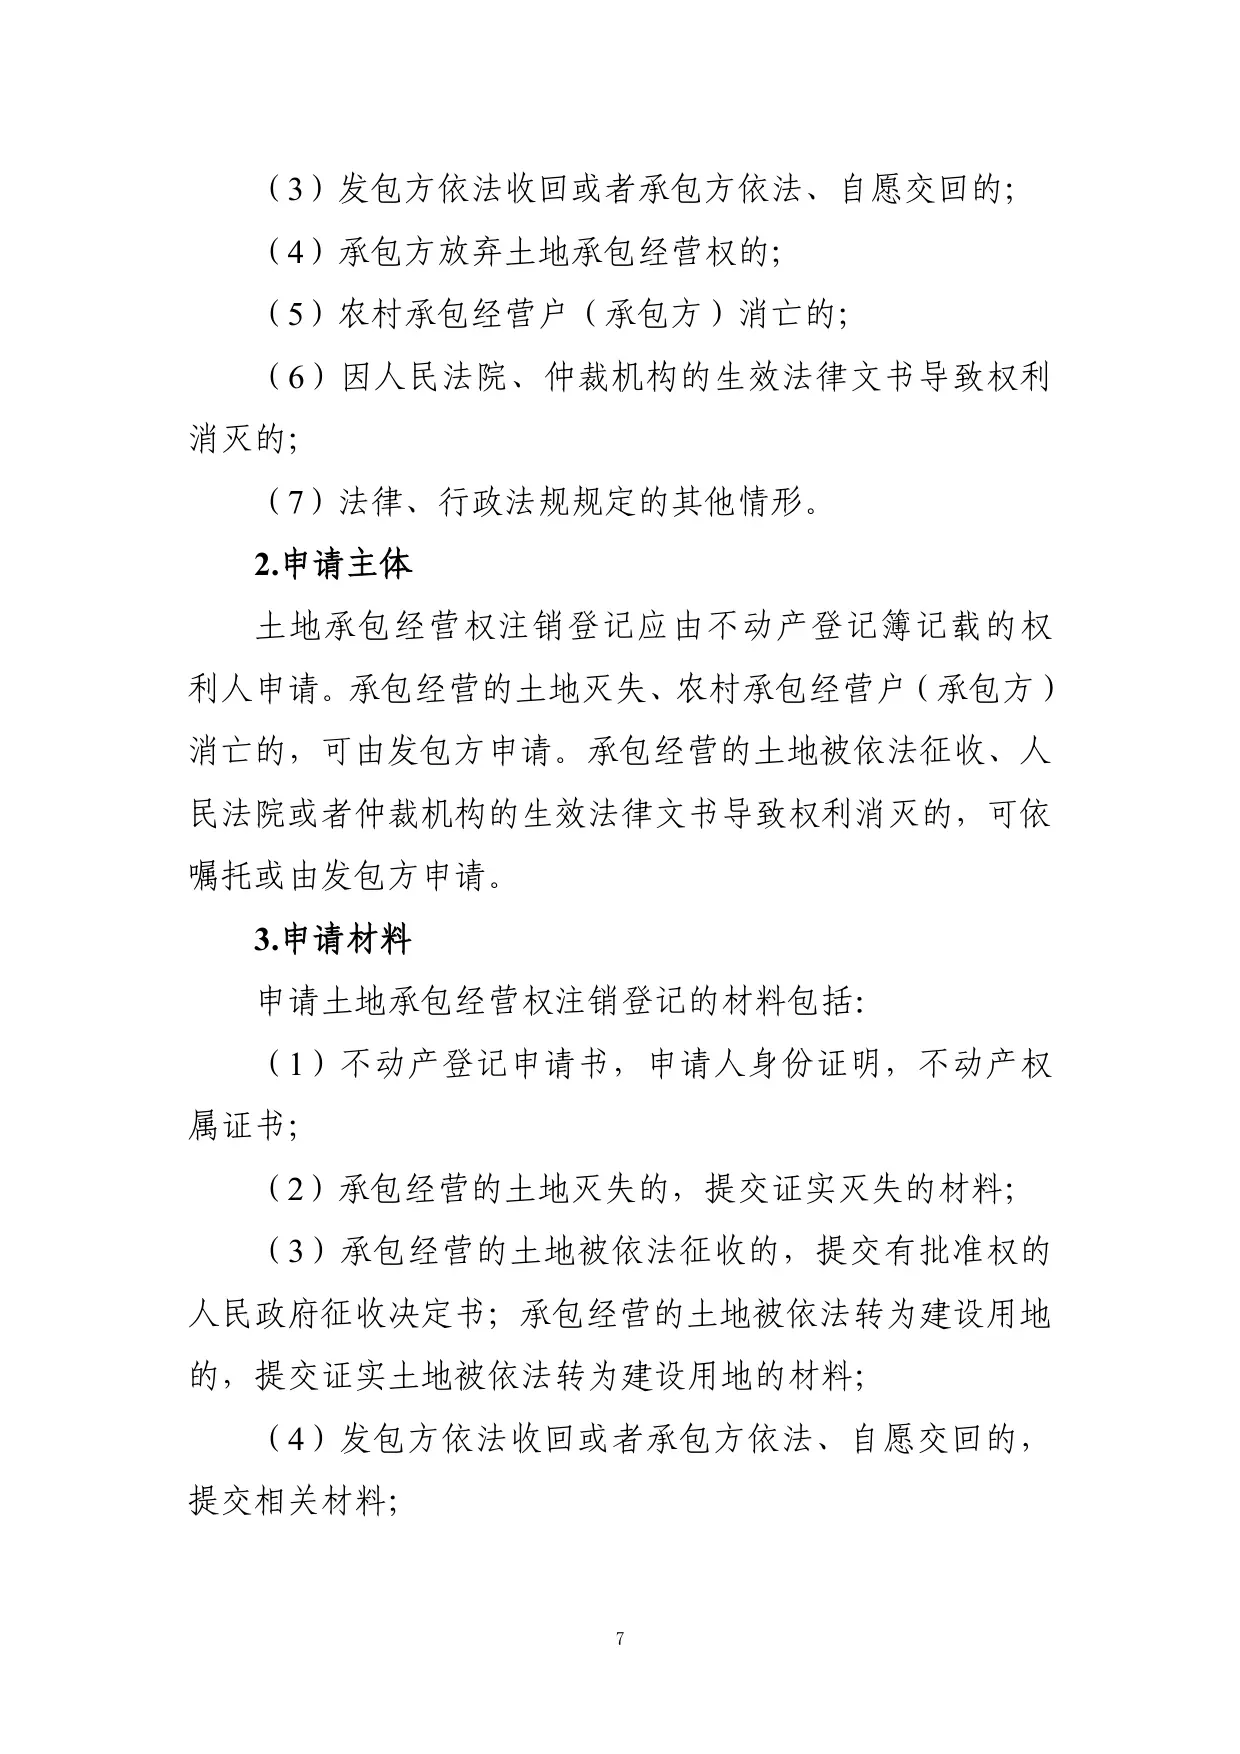 （3）发包方依法收回或者承包方依法、自愿交回的；
（4）承包方放弃土地承包经营权的；
（5）农村承包经营户（承包方）消亡的；
（6）因人民法院、仲裁机构的生效法律文书导致权利
消灭的；
（7）法律、行政法规规定的其他情形。
2.申请主体
土地承包经营权注销登记应由不动产登记簿记载的权
利人申请。承包经营的土地灭失、农村承包经营户（承包方）
消亡的，可由发包方申请。承包经营的土地被依法征收、人
民法院或者仲裁机构的生效法律文书导致权利消灭的，可依
嘱托或由发包方申请。
3.申请材料
申请土地承包经营权注销登记的材料包括：
（1）不动产登记申请书，申请人身份证明，不动产权
属证书；
（2）承包经营的土地灭失的，提交证实灭失的材料；
（3）承包经营的土地被依法征收的，提交有批准权的
人民政府征收决定书；承包经营的土地被依法转为建设用地
的，提交证实土地被依法转为建设用地的材料；
（4）发包方依法收回或者承包方依法、自愿交回的，
提交相关材料；
7